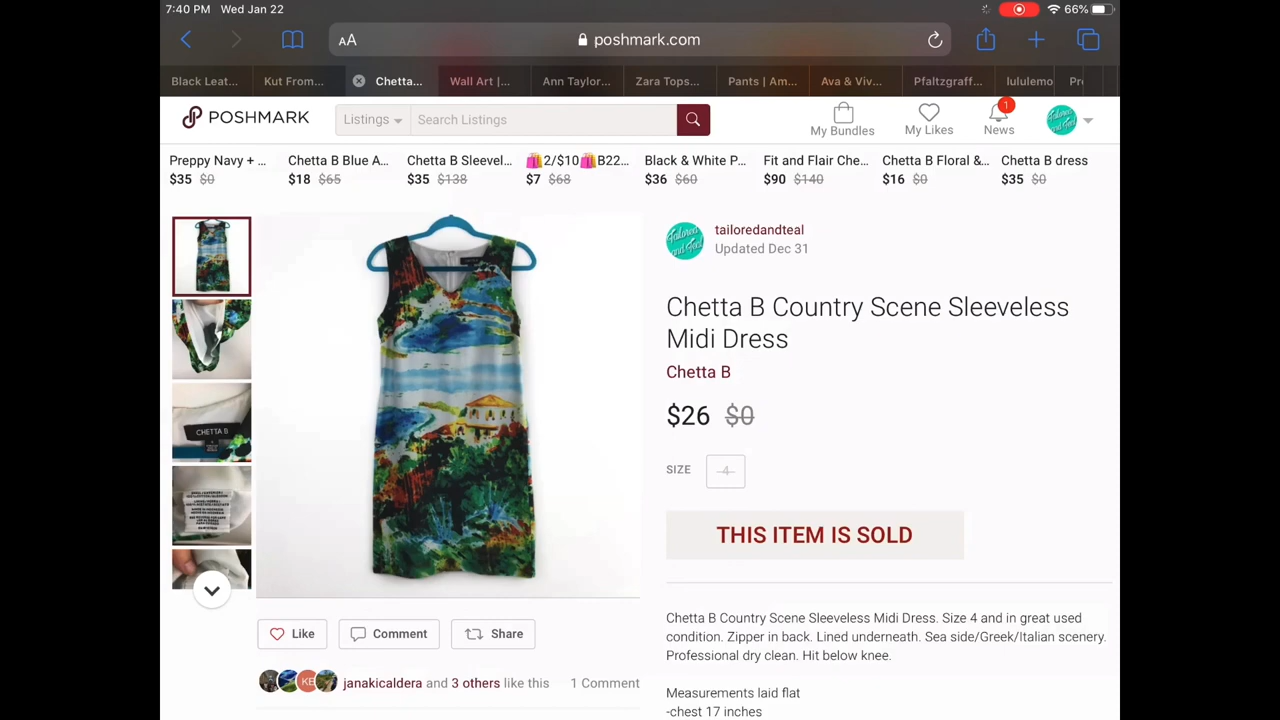 7:40 PM Wed Jan 22
66%
AA
poshmark.com
Black Leat...
Kut From...
Chetta...
Wall Art |...
Ann Taylor...
Zara Tops...
Pants | Am...
Ava & Viv...
Pfaltzgraff...
lululemo
Pr
POSHMARK
Listings
Search Listings
My Bundles
My Likes
1
News
Preppy Navy + ...
$35 $0
Chetta B Blue A...
$18 $65
Chetta B Sleevel...
$35 $138
🛍2/$10🛍B22...
$7 $68
Black & White P...
$36 $60
Fit and Flair Che...
$90 $140
Chetta B Floral &...
$16 $0
Chetta B dress
$35 $0
CHETTA B
Tailored
and Teal
tailoredandteal
Updated Dec 31
Chetta B Country Scene Sleeveless
Midi Dress
Chetta B
$26 $0
SIZE 4
THIS ITEM IS SOLD
Chetta B Country Scene Sleeveless Midi Dress. Size 4 and in great used
condition. Zipper in back. Lined underneath. Sea side/Greek/Italian scenery.
Professional dry clean. Hit below knee.
Measurements laid flat
-chest 17 inches
Like
Comment
Share
KE
janakicaldera and 3 others like this
1 Comment